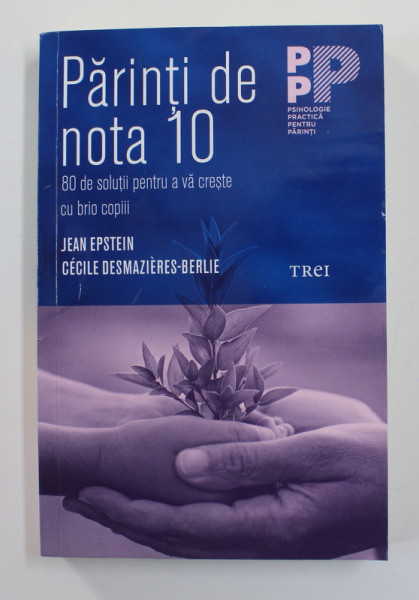 Părinți de
nota 10
80 de soluții pentru a vă crește
cu brio copiii
JEAN EPSTEIN
CÉCILE DESMAZIÈRES-BERLIE
P P
P
PSIHOLOGIE
PRACTICĂ
PENTRU
PĂRINȚI
TREI